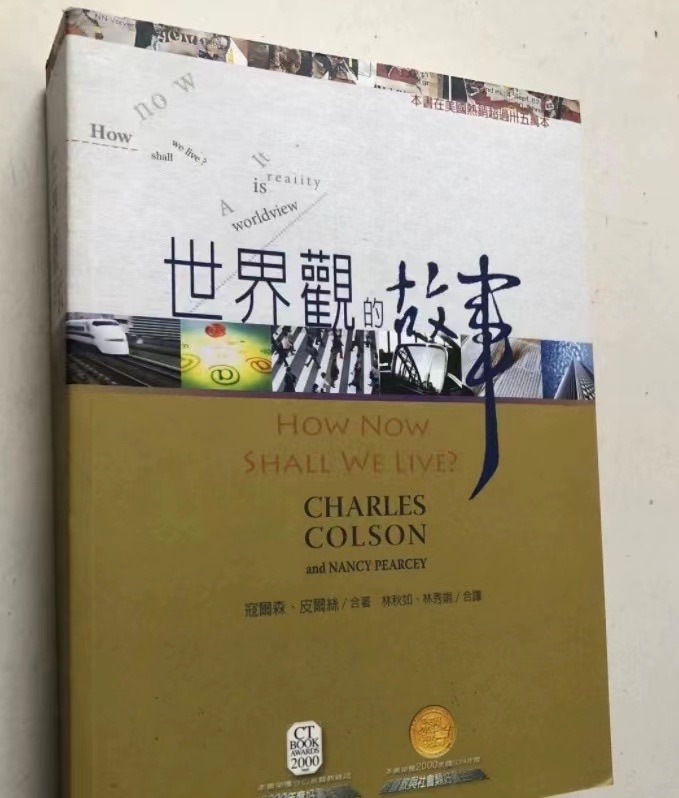 本書在美國熱銷超過卅五萬本
now
How
shall
we live?
It
is
reality
A
worldview
世界觀的故事
HOW NOW
SHALL WE LIVE?
CHARLES
COLSON
and NANCY PEARCEY
寇爾森、皮爾絲/合著 林秋如、林秀娟/合譯
CT
BOOK
AWARDS
2000